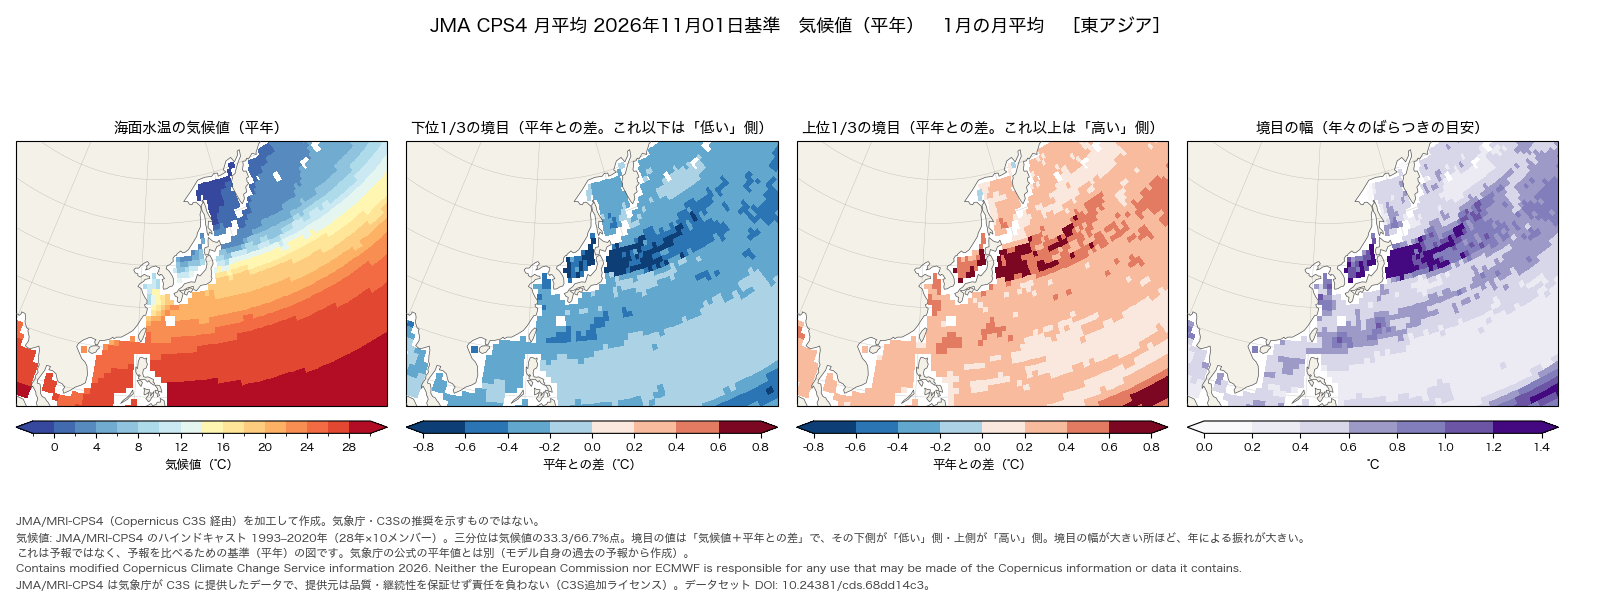 JMA CPS4 月平均 2026年11月01日基準　気候値（平年）　1月の月平均　［東アジア］
海面水温の気候値（平年）
下位1/3の境目（平年との差。これ以下は「低い」側）
上位1/3の境目（平年との差。これ以上は「高い」側）
境目の幅（年々のばらつきの目安）
0 4 8 12 16 20 24 28
気候値（℃）
-0.8 -0.6 -0.4 -0.2 0.0 0.2 0.4 0.6 0.8
平年との差（℃）
-0.8 -0.6 -0.4 -0.2 0.0 0.2 0.4 0.6 0.8
平年との差（℃）
0.0 0.2 0.4 0.6 0.8 1.0 1.2 1.4
℃
JMA/MRI-CPS4（Copernicus C3S 経由）を加工して作成。気象庁・C3Sの推奨を示すものではない。
気候値: JMA/MRI-CPS4 のハインドキャスト 1993–2020年（28年×10メンバー）。三分位は気候値の33.3/66.7%点。境目の値は「気候値＋平年との差」で、その下側が「低い」側・上側が「高い」側。境目の幅が大きい所ほど、年による振れが大きい。
これは予報ではなく、予報を比べるための基準（平年）の図です。気象庁の公式の平年値とは別（モデル自身の過去の予報から作成）。
Contains modified Copernicus Climate Change Service information 2026. Neither the European Commission nor ECMWF is responsible for any use that may be made of the Copernicus information or data it contains.
JMA/MRI-CPS4 は気象庁が C3S に提供したデータで、提供元は品質・継続性を保証せず責任を負わない（C3S追加ライセンス）。データセット DOI: 10.24381/cds.68dd14c3。